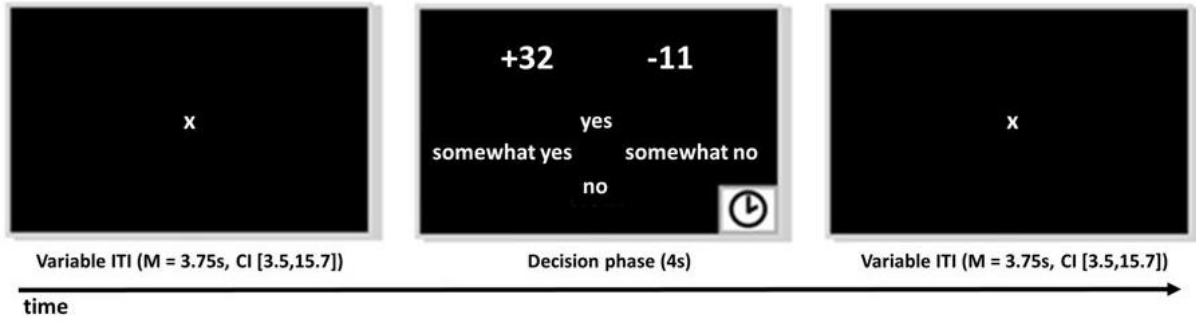 x
+32 -11
yes
somewhat yes somewhat no
no
x
Variable ITI (M = 3.75s, CI [3.5,15.7])
Decision phase (4s)
Variable ITI (M = 3.75s, CI [3.5,15.7])
time